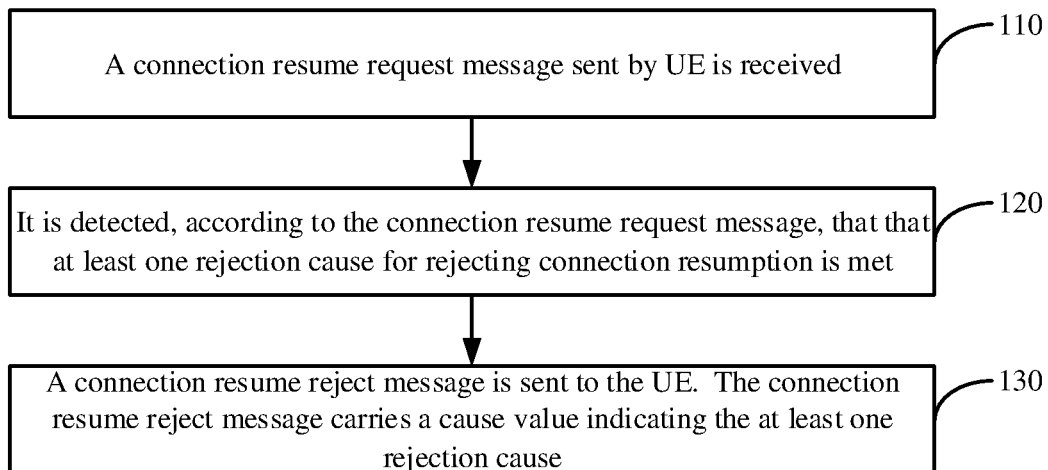 110
A connection resume request message sent by UE is received
120
It is detected, according to the connection resume request message, that that
at least one rejection cause for rejecting connection resumption is met
130
A connection resume reject message is sent to the UE. The connection
resume reject message carries a cause value indicating the at least one
rejection cause